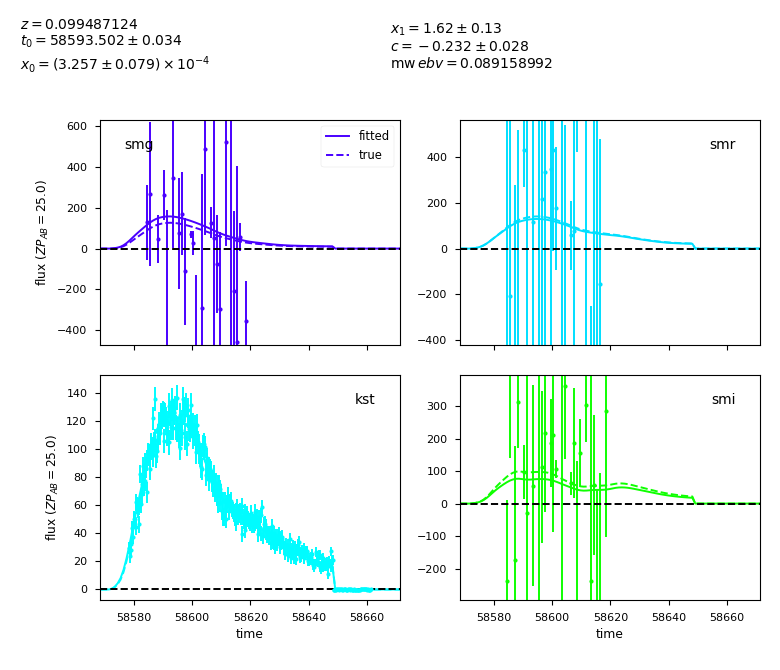 z = 0.099487124
t0 = 58593.502 ± 0.034
x0 = (3.257 ± 0.079) × 10^−4
x1 = 1.62 ± 0.13
c = −0.232 ± 0.028
mw ebv = 0.089158992
smg
fitted
true
600
400
200
0
−200
−400
flux (ZP_AB = 25.0)
smr
400
200
0
−200
−400
kst
140
120
100
80
60
40
20
0
flux (ZP_AB = 25.0)
58580 58600 58620 58640 58660
time
smi
300
200
100
0
−100
−200
58580 58600 58620 58640 58660
time